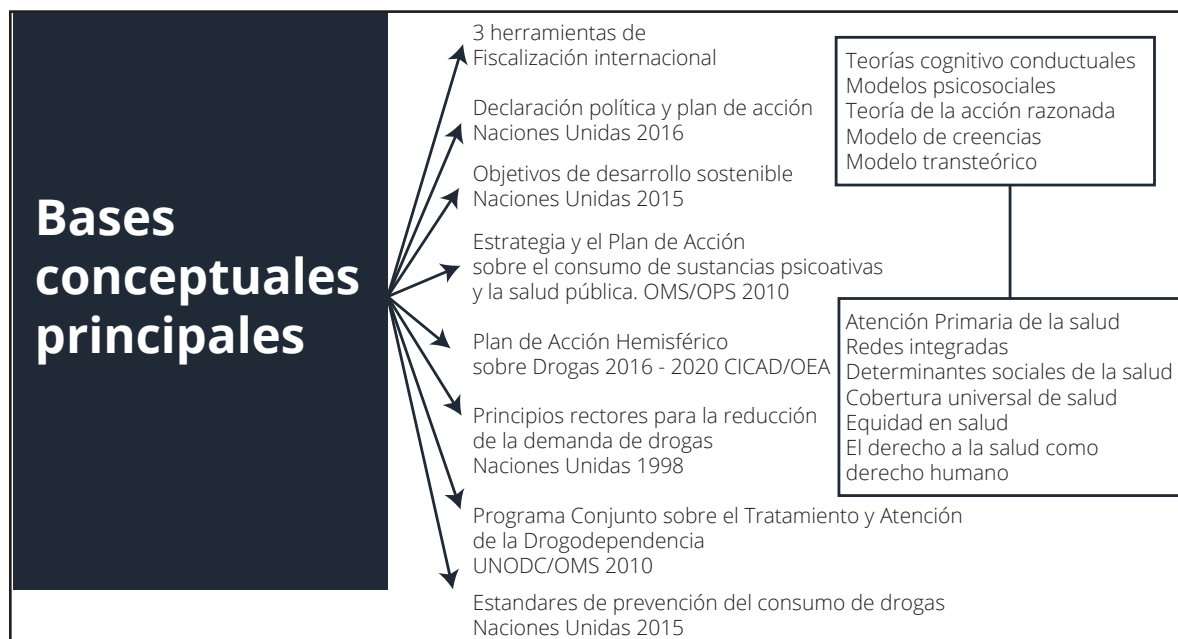 Bases
conceptuales
principales
3 herramientas de
Fiscalización internacional
Declaración política y plan de acción
Naciones Unidas 2016
Objetivos de desarrollo sostenible
Naciones Unidas 2015
Estrategia y el Plan de Acción
sobre el consumo de sustancias psicoativas
y la salud pública. OMS/OPS 2010
Plan de Acción Hemisférico
sobre Drogas 2016 - 2020 CICAD/OEA
Principios rectores para la reducción
de la demanda de drogas
Naciones Unidas 1998
Programa Conjunto sobre el Tratamiento y Atención
de la Drogodependencia
UNODC/OMS 2010
Estandares de prevención del consumo de drogas
Naciones Unidas 2015
Teorías cognitivo conductuales
Modelos psicosociales
Teoría de la acción razonada
Modelo de creencias
Modelo transteórico
Atención Primaria de la salud
Redes integradas
Determinantes sociales de la salud
Cobertura universal de salud
Equidad en salud
El derecho a la salud como
derecho humano